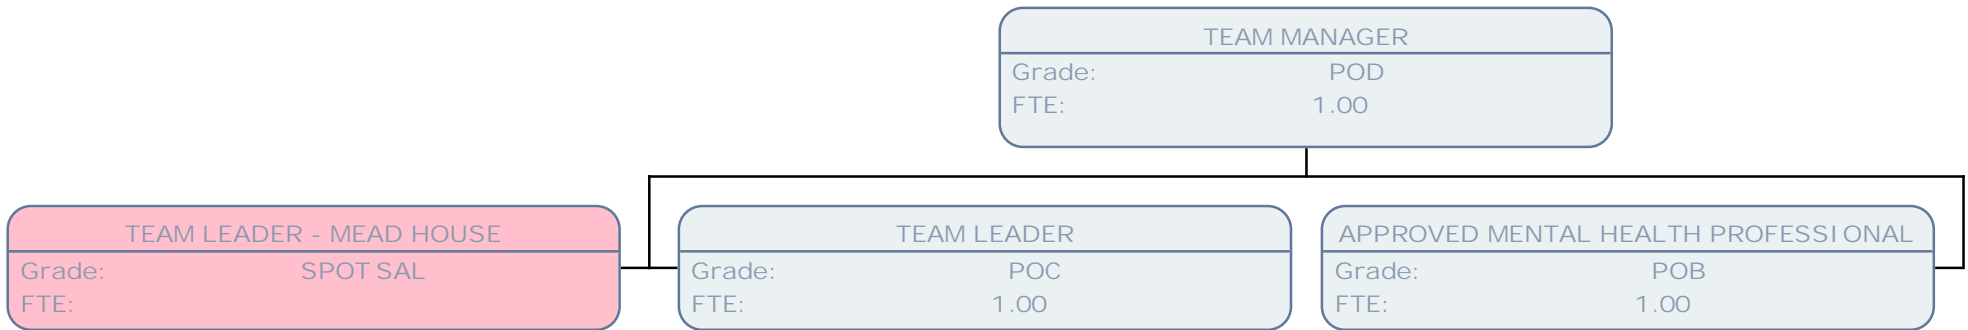 TEAM MANAGER
Grade: POD
FTE: 1.00
TEAM LEADER - MEAD HOUSE
Grade: SPOT SAL
FTE:
TEAM LEADER
Grade: POC
FTE: 1.00
APPROVED MENTAL HEALTH PROFESSIONAL
Grade: POB
FTE: 1.00